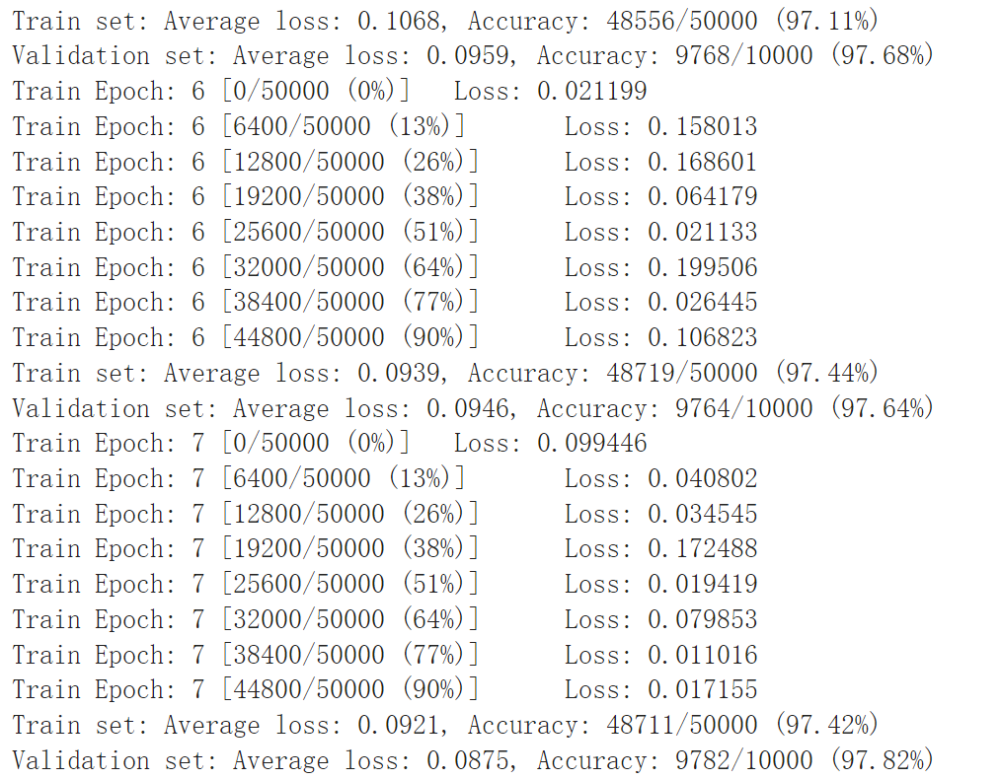 Train set: Average loss: 0.1068, Accuracy: 48556/50000 (97.11%)
Validation set: Average loss: 0.0959, Accuracy: 9768/10000 (97.68%)
Train Epoch: 6 [0/50000 (0%)] Loss: 0.021199
Train Epoch: 6 [6400/50000 (13%)] Loss: 0.158013
Train Epoch: 6 [12800/50000 (26%)] Loss: 0.168601
Train Epoch: 6 [19200/50000 (38%)] Loss: 0.064179
Train Epoch: 6 [25600/50000 (51%)] Loss: 0.021133
Train Epoch: 6 [32000/50000 (64%)] Loss: 0.199506
Train Epoch: 6 [38400/50000 (77%)] Loss: 0.026445
Train Epoch: 6 [44800/50000 (90%)] Loss: 0.106823
Train set: Average loss: 0.0939, Accuracy: 48719/50000 (97.44%)
Validation set: Average loss: 0.0946, Accuracy: 9764/10000 (97.64%)
Train Epoch: 7 [0/50000 (0%)] Loss: 0.099446
Train Epoch: 7 [6400/50000 (13%)] Loss: 0.040802
Train Epoch: 7 [12800/50000 (26%)] Loss: 0.034545
Train Epoch: 7 [19200/50000 (38%)] Loss: 0.172488
Train Epoch: 7 [25600/50000 (51%)] Loss: 0.019419
Train Epoch: 7 [32000/50000 (64%)] Loss: 0.079853
Train Epoch: 7 [38400/50000 (77%)] Loss: 0.011016
Train Epoch: 7 [44800/50000 (90%)] Loss: 0.017155
Train set: Average loss: 0.0921, Accuracy: 48711/50000 (97.42%)
Validation set: Average loss: 0.0875, Accuracy: 9782/10000 (97.82%)